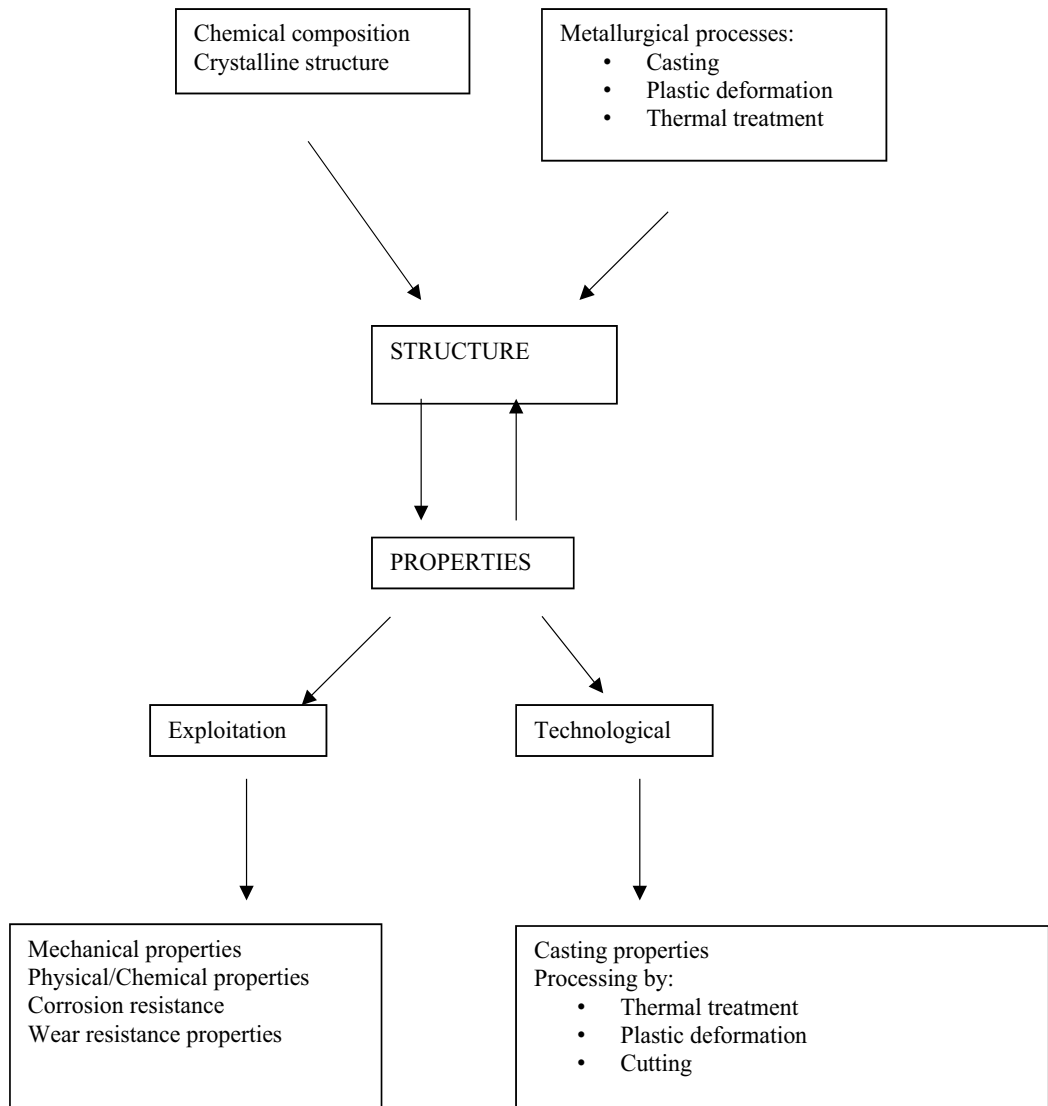 Chemical composition
Crystalline structure
Metallurgical processes:
• Casting
• Plastic deformation
• Thermal treatment
STRUCTURE
PROPERTIES
Exploitation
Technological
Mechanical properties
Physical/Chemical properties
Corrosion resistance
Wear resistance properties
Casting properties
Processing by:
• Thermal treatment
• Plastic deformation
• Cutting